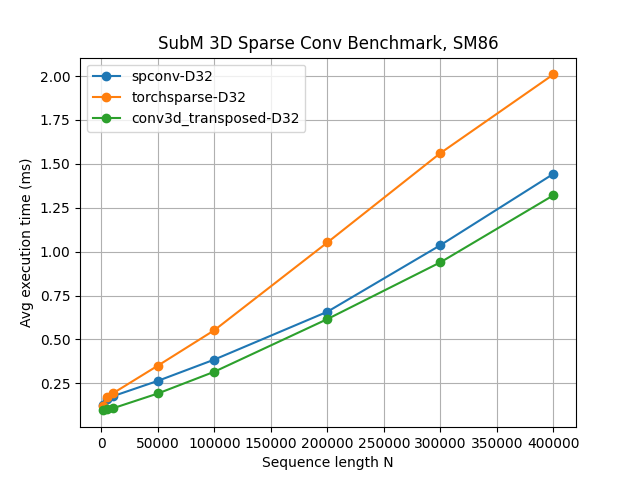 SubM 3D Sparse Conv Benchmark, SM86
spconv-D32
torchsparse-D32
conv3d_transposed-D32
Avg execution time (ms)
2.00
1.75
1.50
1.25
1.00
0.75
0.50
0.25
0 50000 100000 150000 200000 250000 300000 350000 400000
Sequence length N